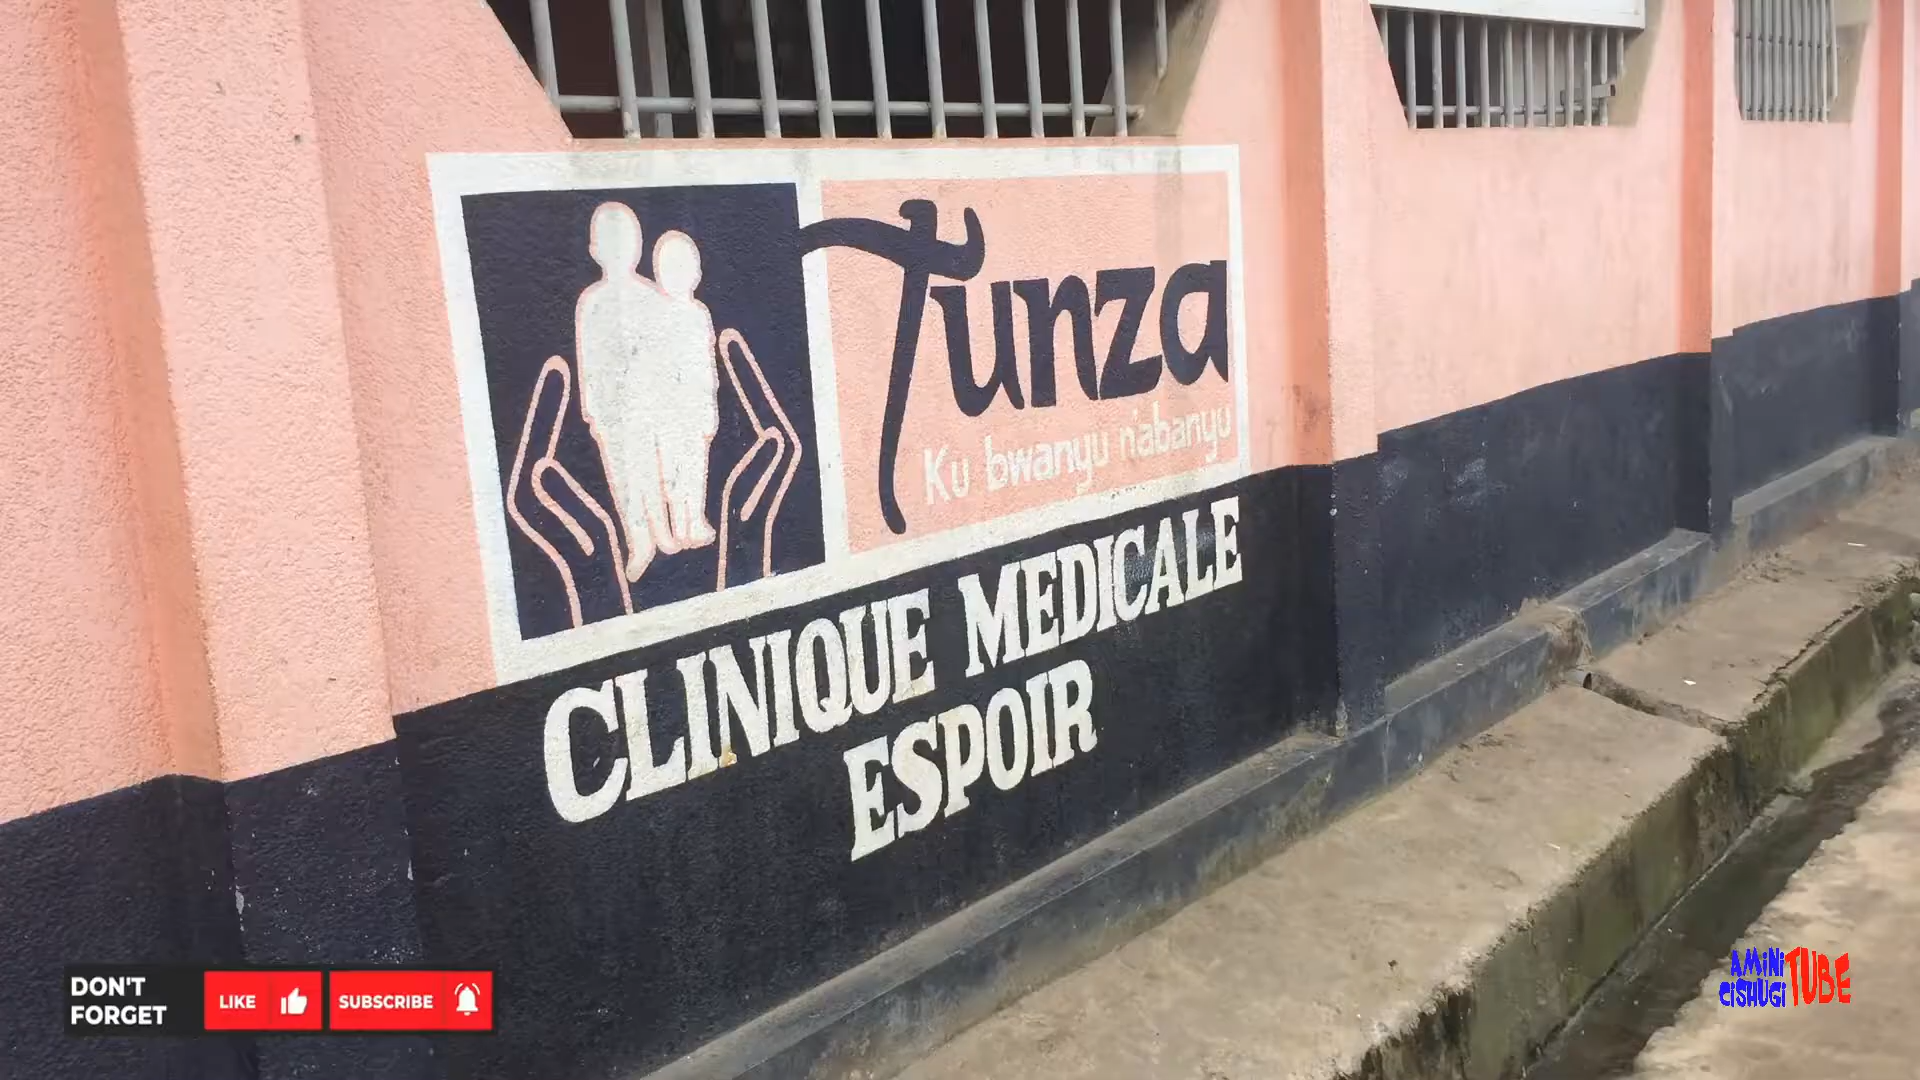 Tunza
Ku bwanyu n'abanyu
CLINIQUE MEDICALE
ESPOIR
DON'T
FORGET
LIKE
SUBSCRIBE
AMiNi
CiSHUGi
TUBE